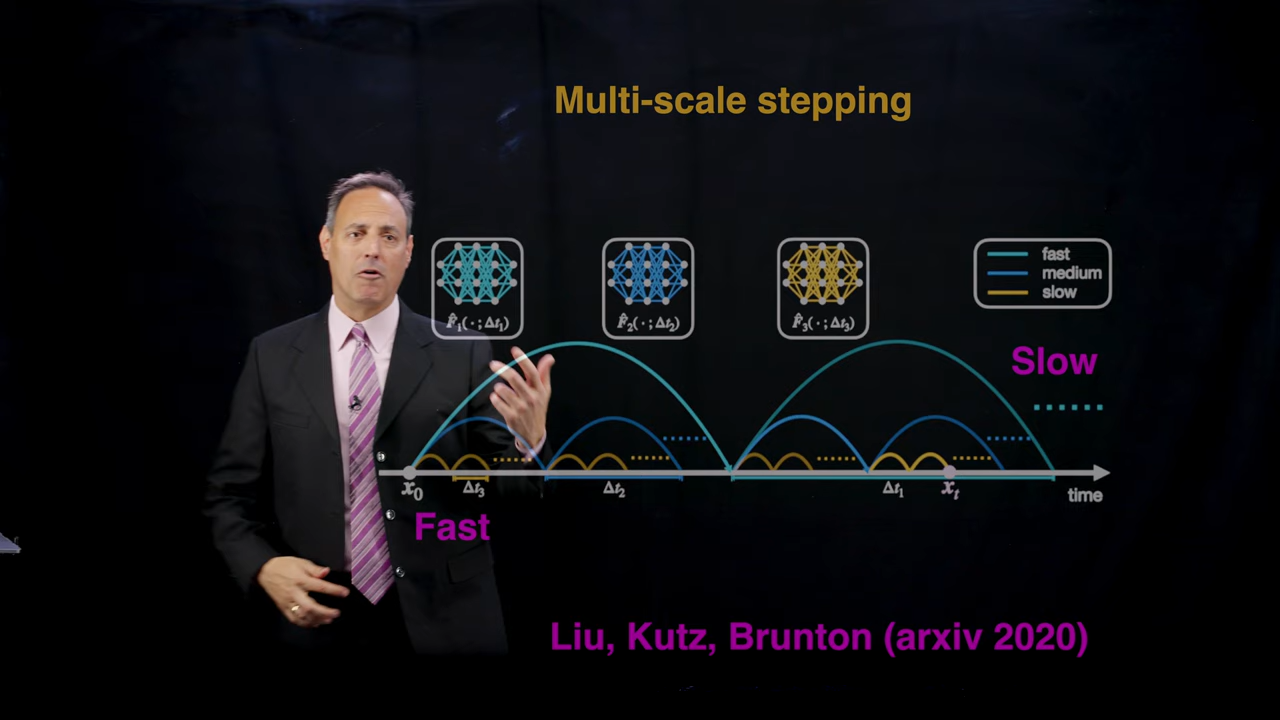 Multi-scale stepping
F̂₁(·;Δt₁)
F̂₂(·;Δt₂)
F̂₃(·;Δt₃)
fast
medium
slow
Slow
x₀
Δt₃
Δt₂
Δt₁
xₜ
time
Fast
Liu, Kutz, Brunton (arxiv 2020)